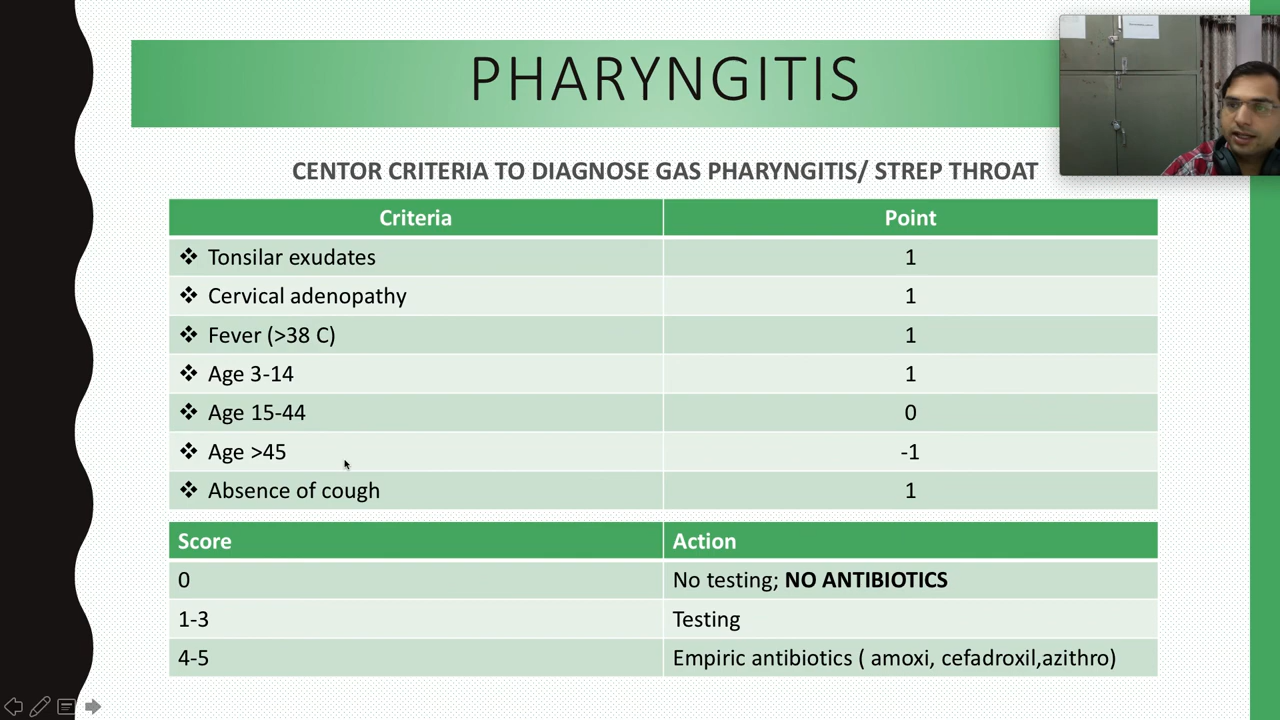 PHARYNGITIS
CENTOR CRITERIA TO DIAGNOSE GAS PHARYNGITIS/ STREP THROAT
Criteria Point
❖ Tonsilar exudates 1
❖ Cervical adenopathy 1
❖ Fever (>38 C) 1
❖ Age 3-14 1
❖ Age 15-44 0
❖ Age >45 -1
❖ Absence of cough 1
Score Action
0 No testing; NO ANTIBIOTICS
1-3 Testing
4-5 Empiric antibiotics ( amoxi, cefadroxil,azithro)